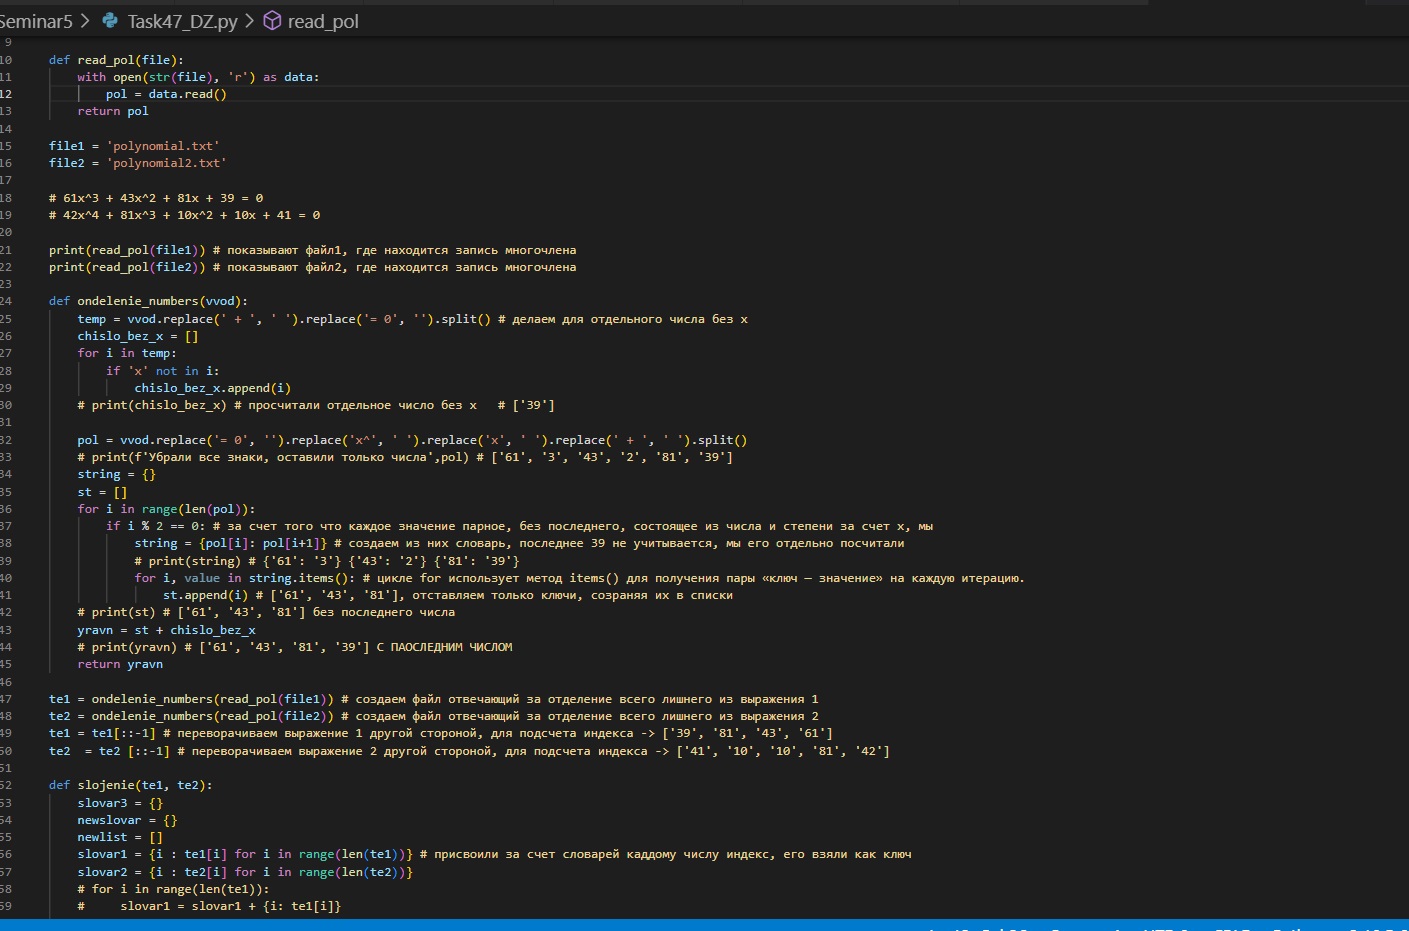 Seminar5 > Task47_DZ.py > read_pol
9
10 def read_pol(file):
11     with open(str(file), 'r') as data:
12         pol = data.read()
13     return pol
14
15 file1 = 'polynomial.txt'
16 file2 = 'polynomial2.txt'
17
18 # 61x^3 + 43x^2 + 81x + 39 = 0
19 # 42x^4 + 81x^3 + 10x^2 + 10x + 41 = 0
20
21 print(read_pol(file1)) # показывают файл1, где находится запись многочлена
22 print(read_pol(file2)) # показывают файл2, где находится запись многочлена
23
24 def ondelenie_numbers(vvod):
25     temp = vvod.replace(' + ', ' ').replace('= 0', '').split() # делаем для отдельного числа без х
26     chislo_bez_x = []
27     for i in temp:
28         if 'x' not in i:
29             chislo_bez_x.append(i)
30     # print(chislo_bez_x) # просчитали отдельное число без х   # ['39']
31
32     pol = vvod.replace('= 0', '').replace('x^', ' ').replace('x', ' ').replace(' + ', ' ').split()
33     # print(f'Убрали все знаки, оставили только числа',pol) # ['61', '3', '43', '2', '81', '39']
34     string = {}
35     st = []
36     for i in range(len(pol)):
37         if i % 2 == 0: # за счет того что каждое значение парное, без последнего, состоящее из числа и степени за счет х, мы
38             string = {pol[i]: pol[i+1]} # создаем из них словарь, последнее 39 не учитывается, мы его отдельно посчитали
39             # print(string) # {'61': '3'} {'43': '2'} {'81': '39'}
40             for i, value in string.items(): # цикле for использует метод items() для получения пары «ключ — значение» на каждую итерацию.
41                 st.append(i) # ['61', '43', '81'], отставляем только ключи, созраняя их в списки
42     # print(st) # ['61', '43', '81'] без последнего числа
43     yravn = st + chislo_bez_x
44     # print(yravn) # ['61', '43', '81', '39'] С ПАОСЛЕДНИМ ЧИСЛОМ
45     return yravn
46
47 te1 = ondelenie_numbers(read_pol(file1)) # создаем файл отвечающий за отделение всего лишнего из выражения 1
48 te2 = ondelenie_numbers(read_pol(file2)) # создаем файл отвечающий за отделение всего лишнего из выражения 2
49 te1 = te1[::-1] # переворачиваем выражение 1 другой стороной, для подсчета индекса -> ['39', '81', '43', '61']
50 te2  = te2 [::-1] # переворачиваем выражение 2 другой стороной, для подсчета индекса -> ['41', '10', '10', '81', '42']
51
52 def slojenie(te1, te2):
53     slovar3 = {}
54     newslovar = {}
55     newlist = []
56     slovar1 = {i : te1[i] for i in range(len(te1))} # присвоили за счет словарей каддому числу индекс, его взяли как ключ
57     slovar2 = {i : te2[i] for i in range(len(te2))}
58     # for i in range(len(te1)):
59     #     slovar1 = slovar1 + {i: te1[i]}